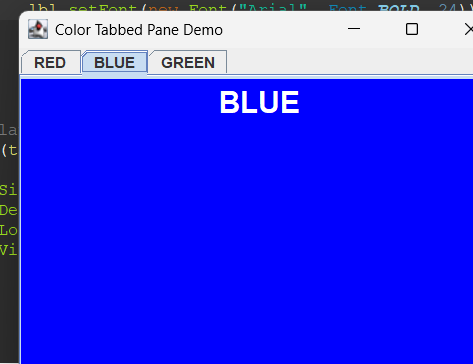 lbl.setFont(new Font("Arial", Font.BOLD, 24))
Color Tabbed Pane Demo
RED BLUE GREEN
BLUE
la
(t
Si
De
Lo
Vi